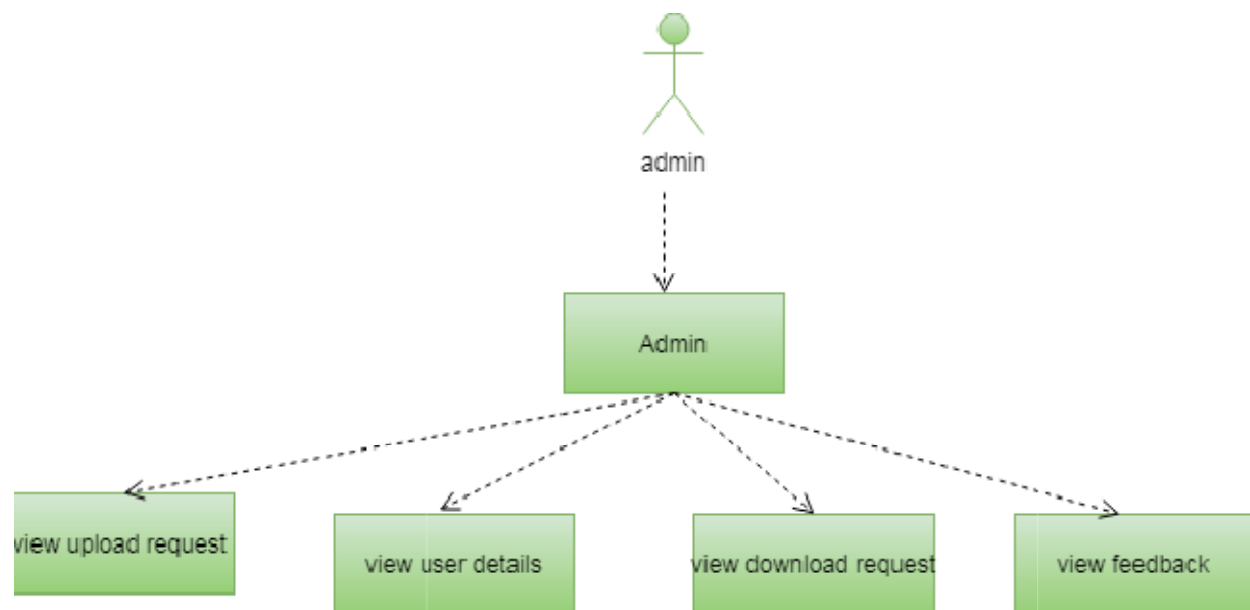 admin
Admin
view upload request
view user details
view download request
view feedback